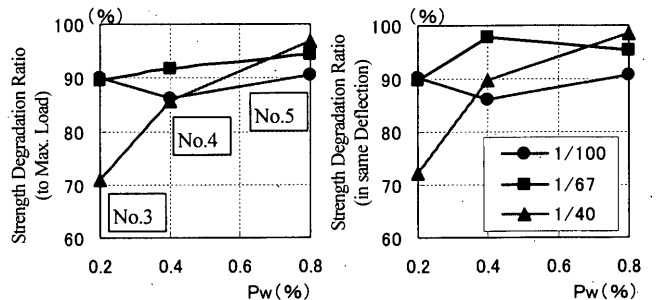 (%)
100
90
80
70
60
0.2 0.4 0.6 0.8
Pw(%)
Strength Degradation Ratio
(to Max. Load)
No.3
No.4
No.5
(%)
100
90
80
70
60
0.2 0.4 0.6 0.8
Pw(%)
Strength Degradation Ratio
(in same Deflection)
1/100
1/67
1/40